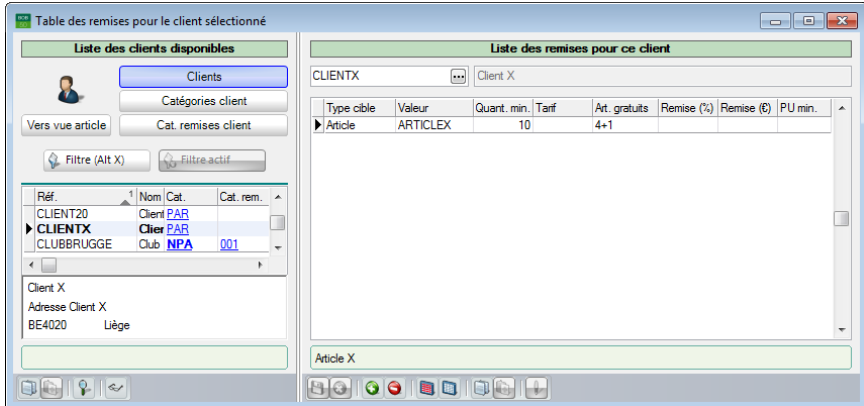 Table des remises pour le client sélectionné
Liste des clients disponibles
Clients
Catégories client
Vers vue article
Cat. remises client
Filtre (Alt X)
Filtre actif
Réf. 1 Nom Cat. Cat. rem.
CLIENT20 Client PAR
CLIENTX Clier PAR
CLUBBRUGGE Club NPA 001
Client X
Adresse Client X
BE4020 Liège
Liste des remises pour ce client
CLIENTX ... Client X
Type cible Valeur Quant. min. Tarif Art. gratuits Remise (%) Remise (€) PU min.
Article ARTICLEX 10 4+1
Article X